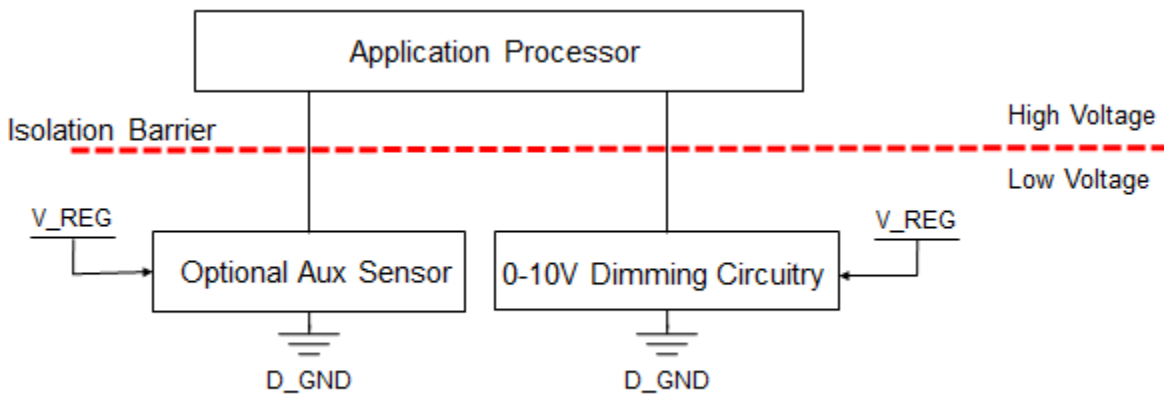 Application Processor
Isolation Barrier
High Voltage
Low Voltage
V_REG
V_REG
Optional Aux Sensor
0-10V Dimming Circuitry
D_GND
D_GND